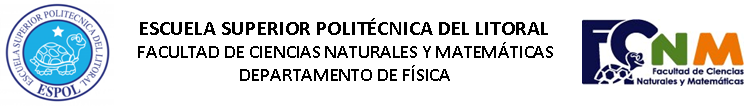 ESCUELA SUPERIOR POLITÉCNICA DEL LITORAL
ESPOL
ESCUELA SUPERIOR POLITÉCNICA DEL LITORAL
FACULTAD DE CIENCIAS NATURALES Y MATEMÁTICAS
DEPARTAMENTO DE FÍSICA
FCNM
Facultad de Ciencias
Naturales y Matemáticas